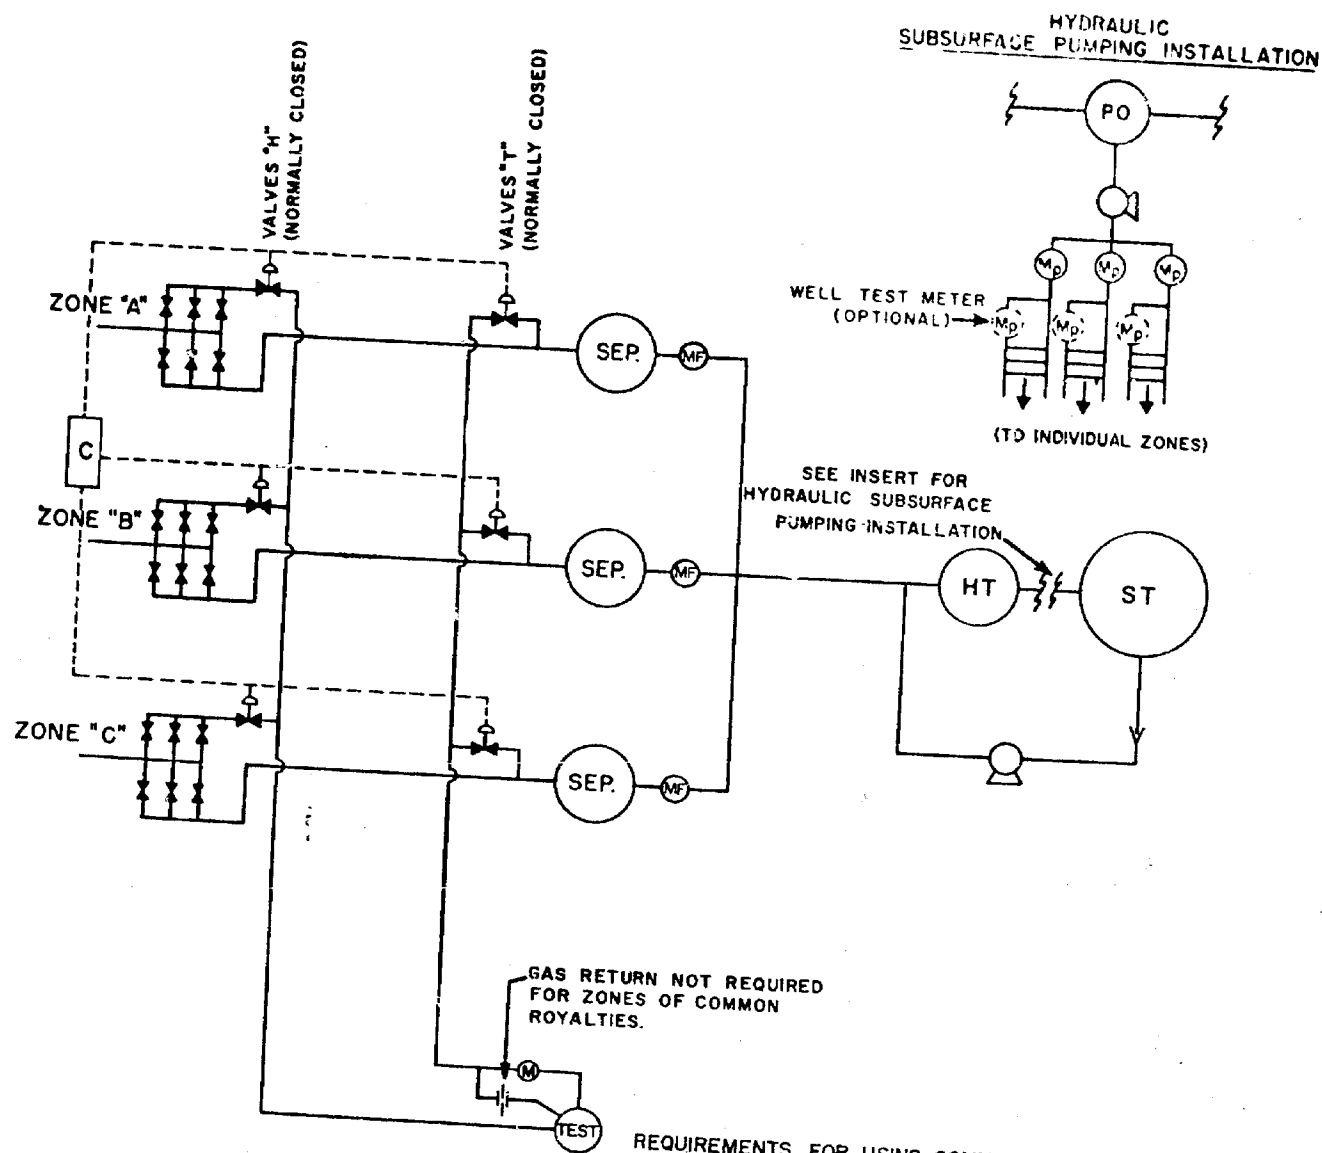 HYDRAULIC
SUBSURFACE PUMPING INSTALLATION
PO
Mp Mp Mp
WELL TEST METER
(OPTIONAL)
Mp Mp Mp
(TO INDIVIDUAL ZONES)
VALVES "H"
(NORMALLY CLOSED)
VALVES "T"
(NORMALLY CLOSED)
ZONE "A"
SEP.
MF
C
ZONE "B"
SEP.
MF
SEE INSERT FOR
HYDRAULIC SUBSURFACE
PUMPING INSTALLATION
HT
ST
ZONE "C"
SEP.
MF
GAS RETURN NOT REQUIRED
FOR ZONES OF COMMON
ROYALTIES.
M
TEST
REQUIREMENTS FOR USING